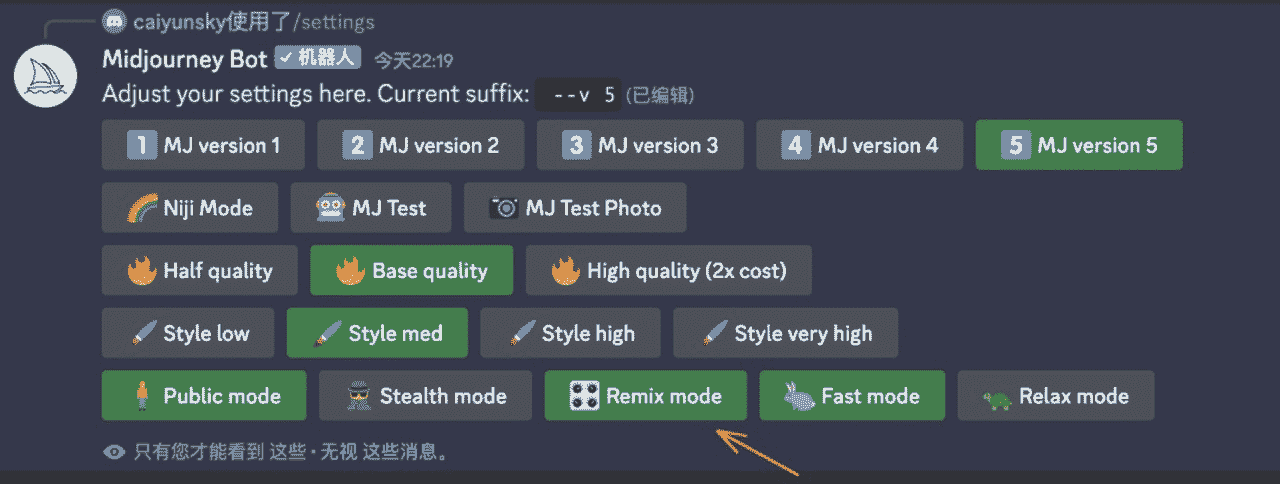 caiyunsky使用了/settings
Midjourney Bot ✓ 机器人 今天22:19
Adjust your settings here. Current suffix: --v 5 (已编辑)
1 MJ version 1 2 MJ version 2 3 MJ version 3 4 MJ version 4 5 MJ version 5
Niji Mode MJ Test MJ Test Photo
Half quality Base quality High quality (2x cost)
Style low Style med Style high Style very high
Public mode Stealth mode Remix mode Fast mode Relax mode
只有您才能看到 这些 · 无视 这些消息。